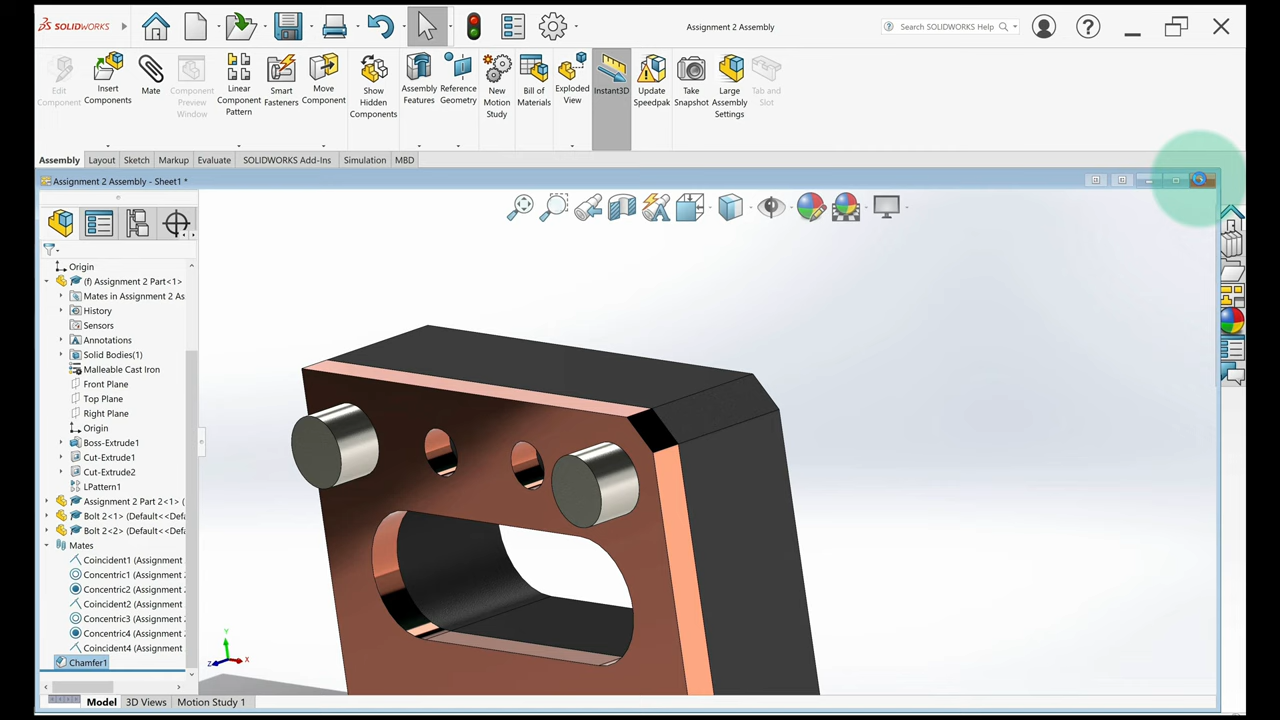 SOLIDWORKS
Assignment 2 Assembly
Search SOLIDWORKS Help
Edit Component
Insert Components
Mate
Component Preview Window
Linear Component Pattern
Smart Fasteners
Move Component
Show Hidden Components
Assembly Features
Reference Geometry
New Motion Study
Bill of Materials
Exploded View
Instant3D
Update Speedpak
Take Snapshot
Large Assembly Settings
Tab and Slot
Assembly Layout Sketch Markup Evaluate SOLIDWORKS Add-Ins Simulation MBD
Assignment 2 Assembly - Sheet1 *
Origin
(f) Assignment 2 Part<1>
Mates in Assignment 2 As
History
Sensors
Annotations
Solid Bodies(1)
Malleable Cast Iron
Front Plane
Top Plane
Right Plane
Origin
Boss-Extrude1
Cut-Extrude1
Cut-Extrude2
LPattern1
Assignment 2 Part 2<1> (
Bolt 2<1> (Default<<Defa
Bolt 2<2> (Default<<Defa
Mates
Coincident1 (Assignment
Concentric1 (Assignment 2
Concentric2 (Assignment 2
Coincident2 (Assignment
Concentric3 (Assignment 2
Concentric4 (Assignment 2
Coincident4 (Assignment
Chamfer1
Y
Z X
Model 3D Views Motion Study 1